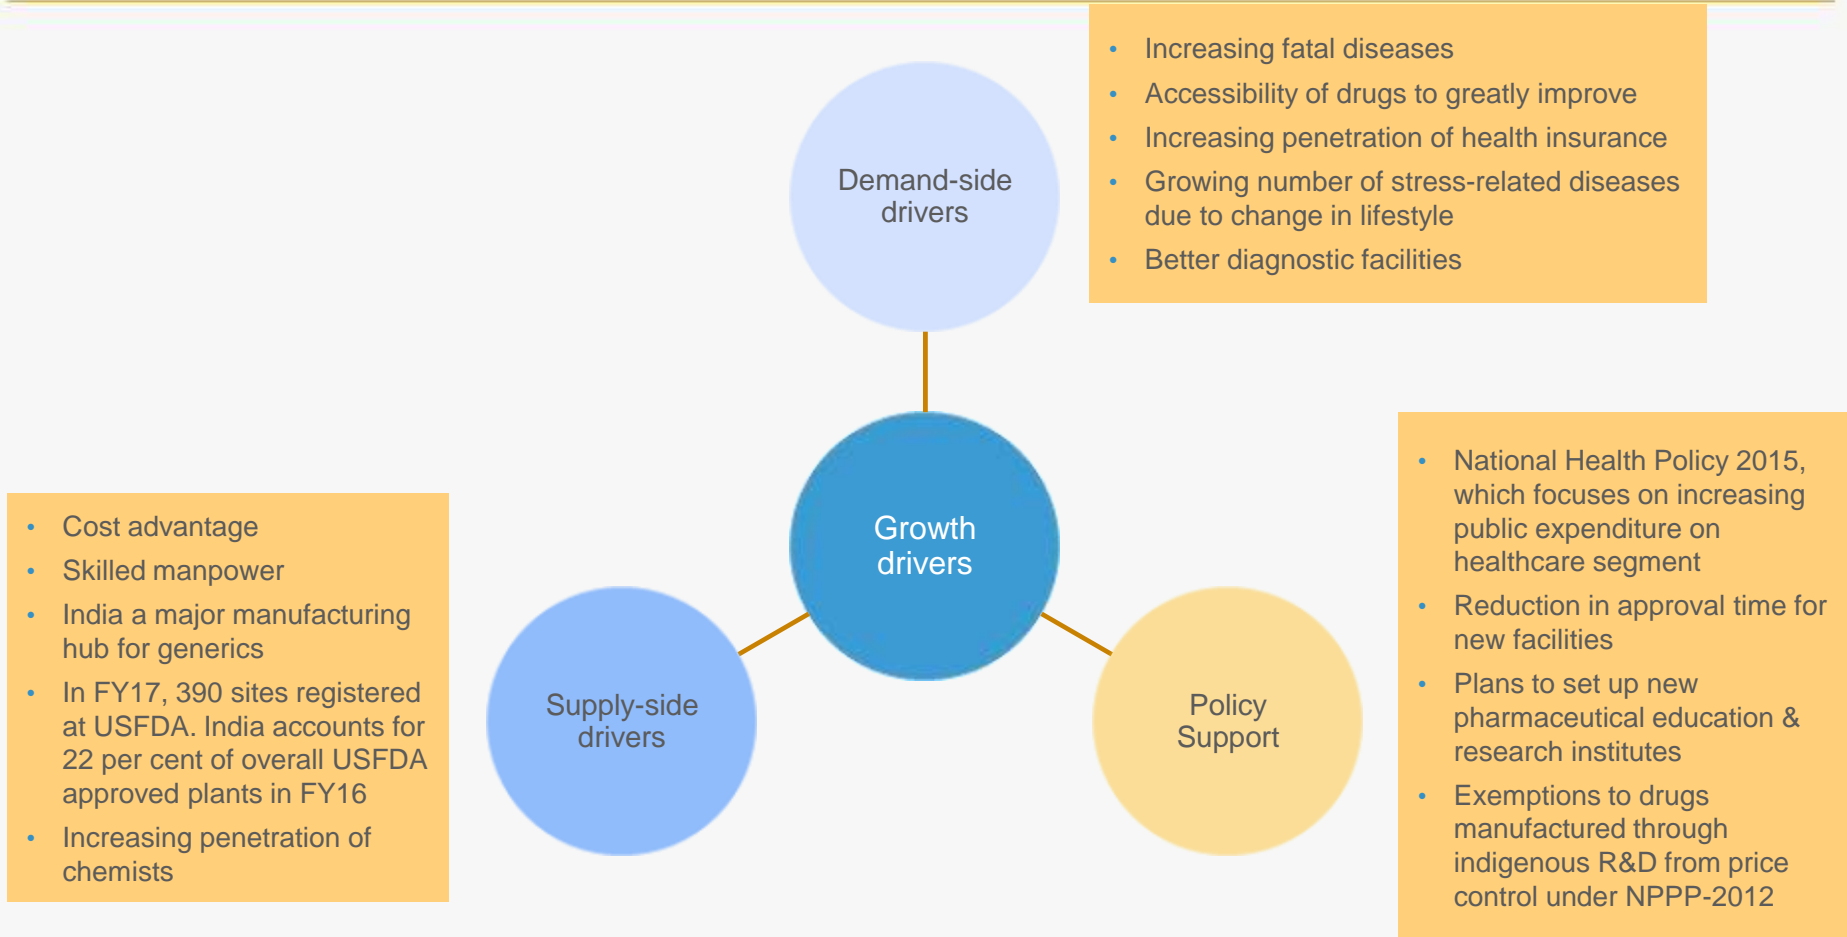 • Increasing fatal diseases
• Accessibility of drugs to greatly improve
• Increasing penetration of health insurance
• Growing number of stress-related diseases
due to change in lifestyle
• Better diagnostic facilities
Demand-side
drivers
Growth
drivers
Supply-side
drivers
Policy
Support
• Cost advantage
• Skilled manpower
• India a major manufacturing
hub for generics
• In FY17, 390 sites registered
at USFDA. India accounts for
22 per cent of overall USFDA
approved plants in FY16
• Increasing penetration of
chemists
• National Health Policy 2015,
which focuses on increasing
public expenditure on
healthcare segment
• Reduction in approval time for
new facilities
• Plans to set up new
pharmaceutical education &
research institutes
• Exemptions to drugs
manufactured through
indigenous R&D from price
control under NPPP-2012